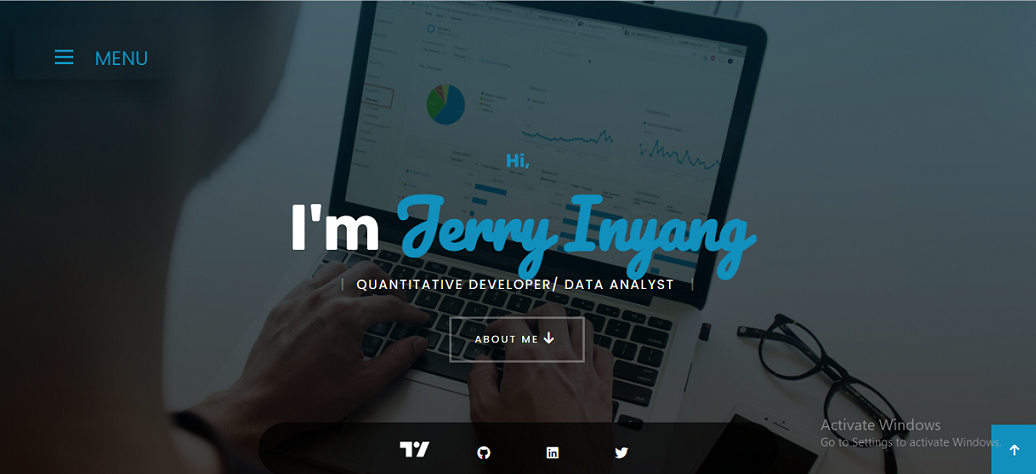 MENU
Hi,
I'm Jerry Inyang
QUANTITATIVE DEVELOPER/ DATA ANALYST
ABOUT ME
Activate Windows
Go to Settings to activate Windows.